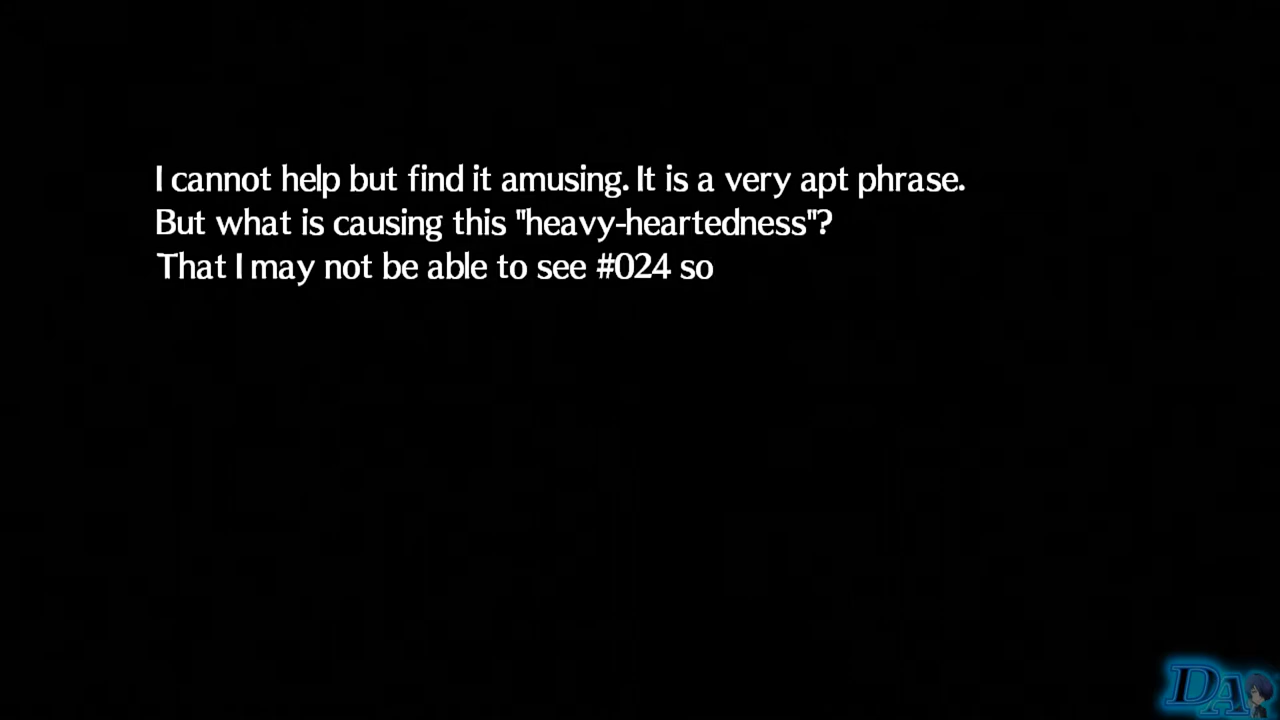 I cannot help but find it amusing. It is a very apt phrase.
But what is causing this "heavy-heartedness"?
That I may not be able to see #024 so
DA